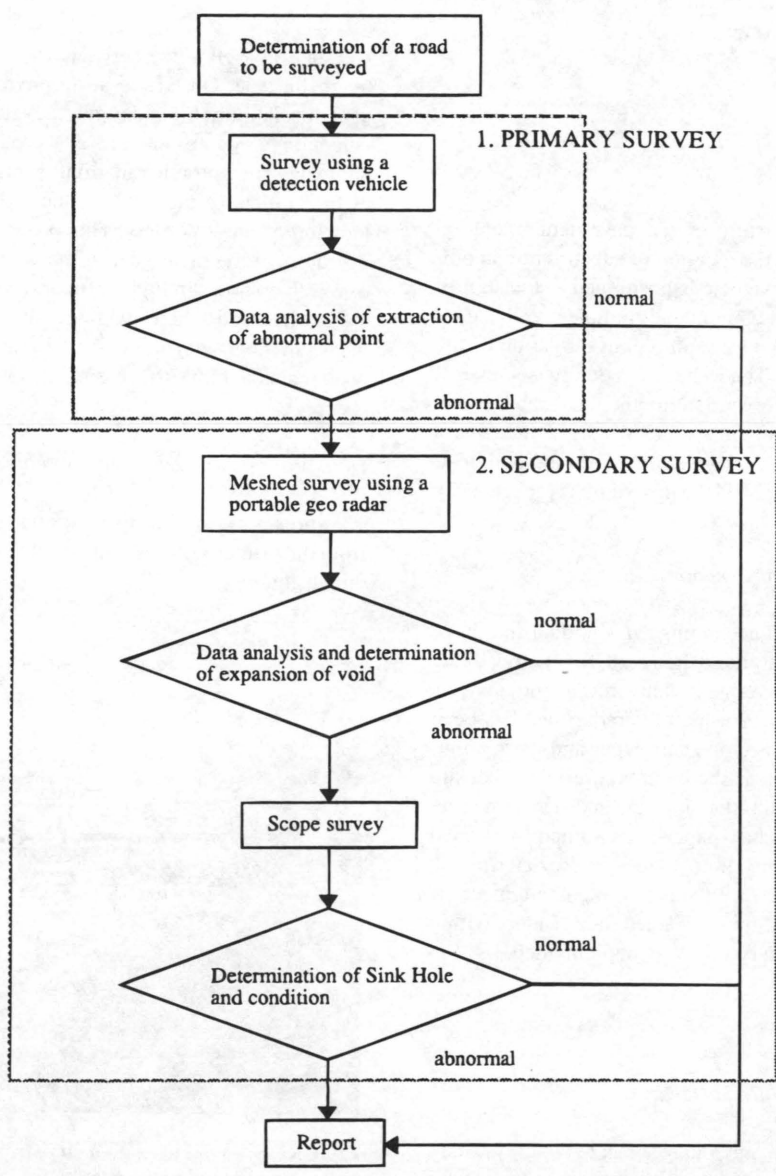 Determination of a road
to be surveyed
1. PRIMARY SURVEY
Survey using a
detection vehicle
Data analysis of extraction
of abnormal point
normal
abnormal
2. SECONDARY SURVEY
Meshed survey using a
portable geo radar
Data analysis and determination
of expansion of void
normal
abnormal
Scope survey
Determination of Sink Hole
and condition
normal
abnormal
Report